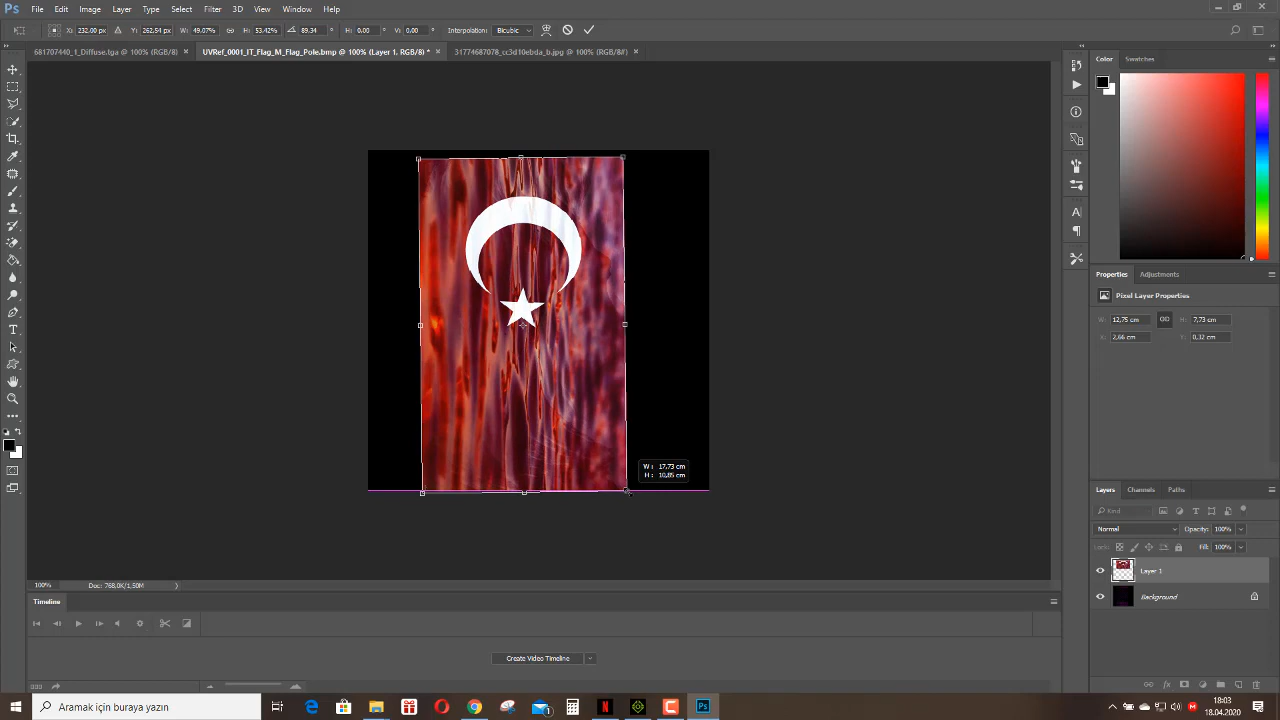 Ps File Edit Image Layer Type Select Filter 3D View Window Help
X: 232.00 px Y: 262,54 px W: 49.07% H: 53.42% 89.34 ° H: 0.00 ° V: 0.00 ° Interpolation: Bicubic
681707440_1_Diffuse.tga @ 100% (RGB/8) × UVRef_0001_IT_Flag_M_Flag_Pole.bmp @ 100% (Layer 1, RGB/8) * × 31774687078_cc3d10ebda_b.jpg @ 100% (RGB/8#) ×
Color Swatches
Properties Adjustments
Pixel Layer Properties
W: 12,75 cm H: 7,73 cm
X: 2,66 cm Y: 0,32 cm
W: 17,73 cm
H: 10,85 cm
Layers Channels Paths
Kind
Normal Opacity: 100%
Lock: Fill: 100%
Layer 1
Background
100% Doc: 768,0K/1,50M
Timeline
Create Video Timeline
Aramak için buraya yazın
18:03
18.04.2020